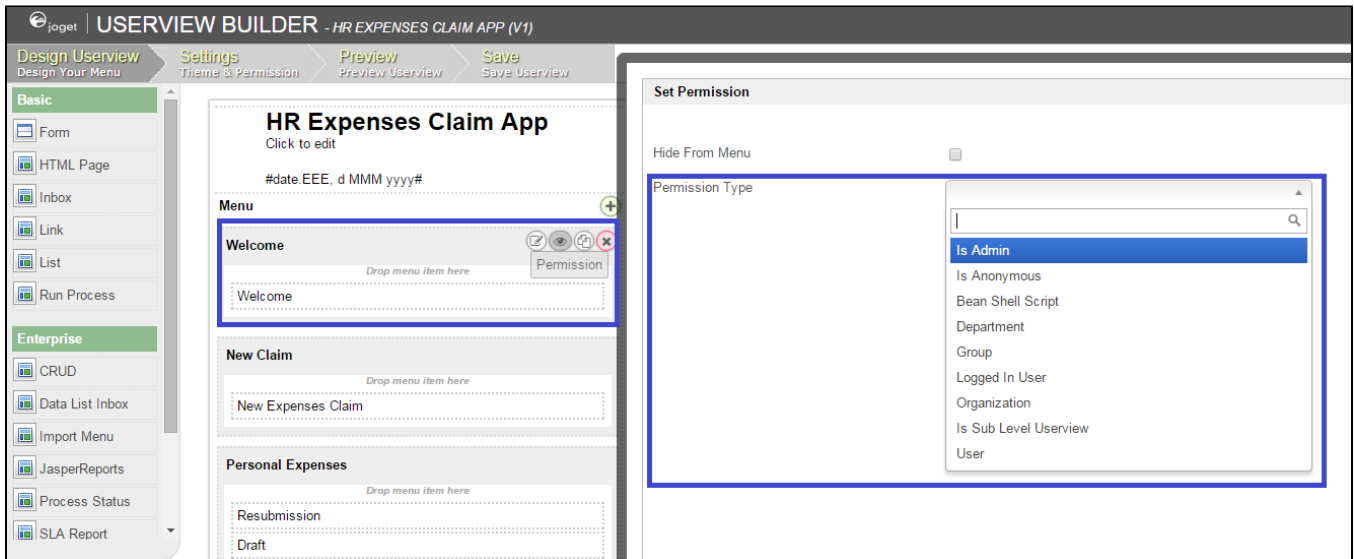 joget | USERVIEW BUILDER - HR EXPENSES CLAIM APP (V1)
Design Userview
Design Your Menu
Settings
Theme & Permission
Preview
Preview Userview
Save
Save Userview
Basic
Form
HTML Page
Inbox
Link
List
Run Process
Enterprise
CRUD
Data List Inbox
Import Menu
JasperReports
Process Status
SLA Report
HR Expenses Claim App
Click to edit
#date.EEE, d MMM yyyy#
Menu
Welcome
Permission
Drop menu item here
Welcome
New Claim
Drop menu item here
New Expenses Claim
Personal Expenses
Drop menu item here
Resubmission
Draft
Set Permission
Hide From Menu
Permission Type
Is Admin
Is Anonymous
Bean Shell Script
Department
Group
Logged In User
Organization
Is Sub Level Userview
User